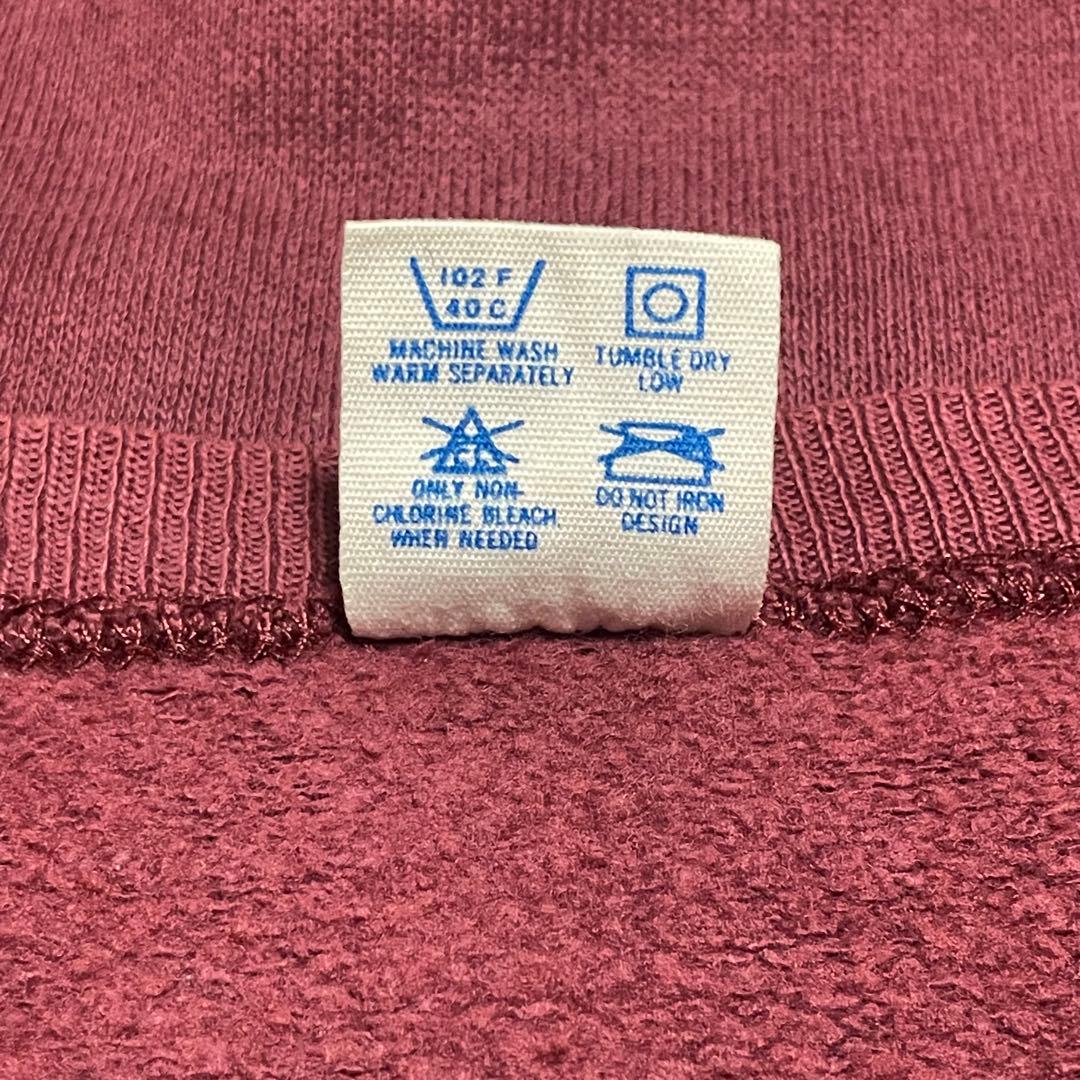 102 F
40 C
MACHINE WASH
WARM SEPARATELY
TUMBLE DRY
LOW
ONLY NON-
CHLORINE BLEACH
WHEN NEEDED
DO NOT IRON
DESIGN